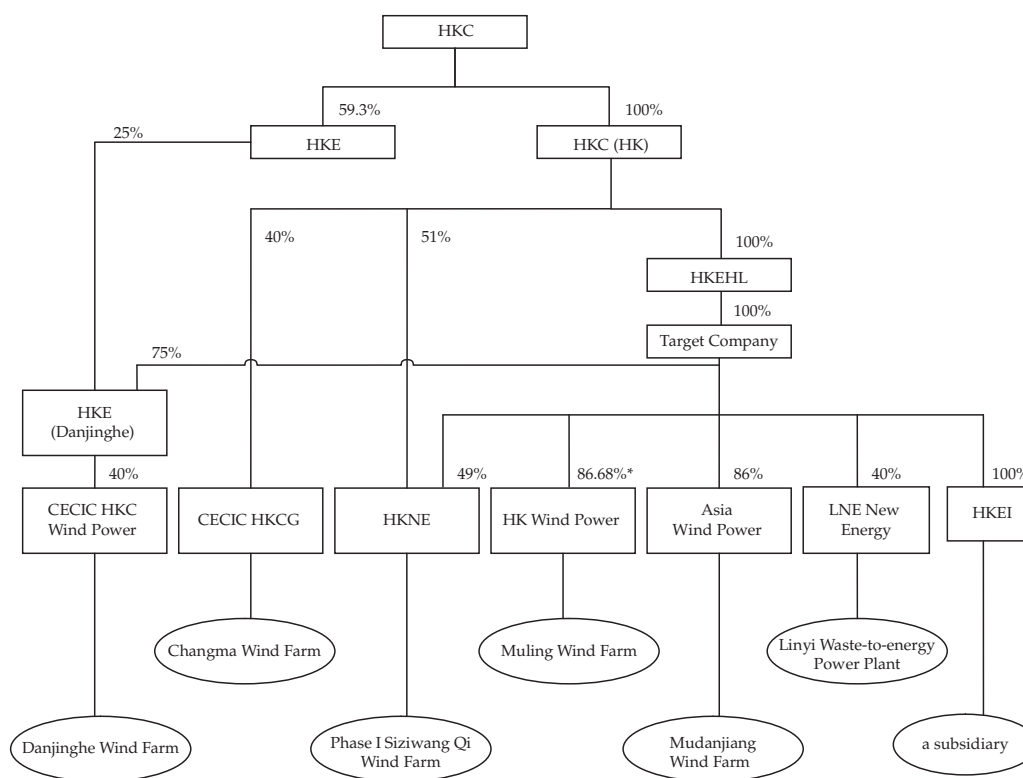 HKC
59.3%
100%
25%
HKE
HKC (HK)
40%
51%
100%
HKEHL
100%
Target Company
75%
HKE
(Danjinghe)
40%
49%
86.68%*
86%
40%
100%
CECIC HKC
Wind Power
CECIC HKCG
HKNE
HK Wind Power
Asia
Wind Power
LNE New
Energy
HKEI
Changma Wind Farm
Muling Wind Farm
Linyi Waste-to-energy
Power Plant
Danjinghe Wind Farm
Phase I Siziwang Qi
Wind Farm
Mudanjiang
Wind Farm
a subsidiary